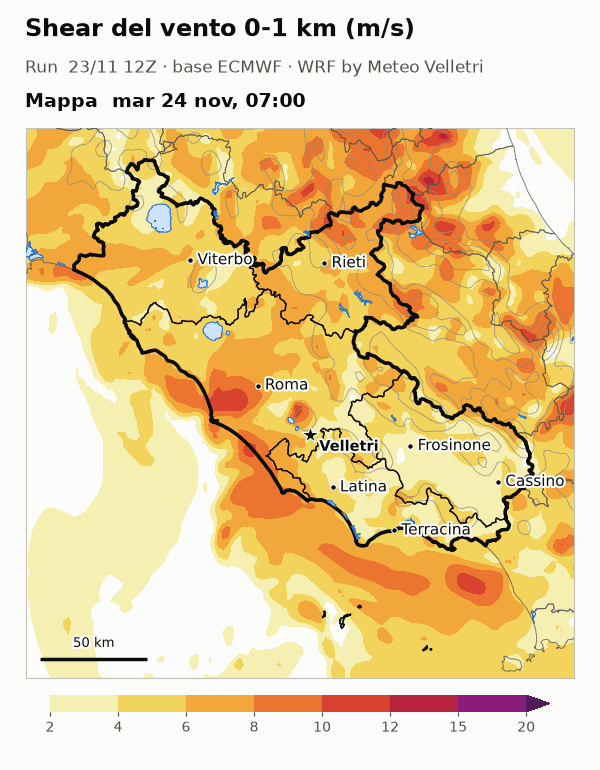 Shear del vento 0-1 km (m/s)
Run 23/11 12Z · base ECMWF · WRF by Meteo Velletri
Mappa mar 24 nov, 07:00
Viterbo
Rieti
Roma
Velletri
Frosinone
Latina
Cassino
Terracina
50 km
2 4 6 8 10 12 15 20